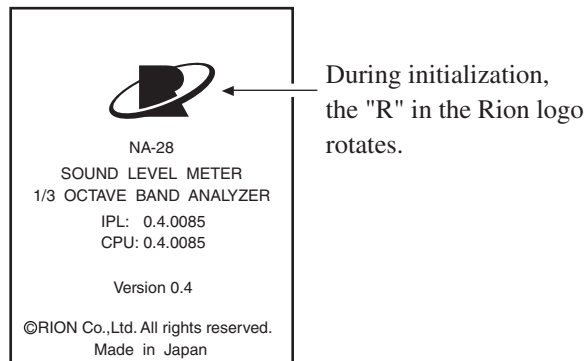 R
NA-28
SOUND LEVEL METER
1/3 OCTAVE BAND ANALYZER
IPL: 0.4.0085
CPU: 0.4.0085
Version 0.4
©RION Co.,Ltd. All rights reserved.
Made in Japan
During initialization,
the "R" in the Rion logo
rotates.